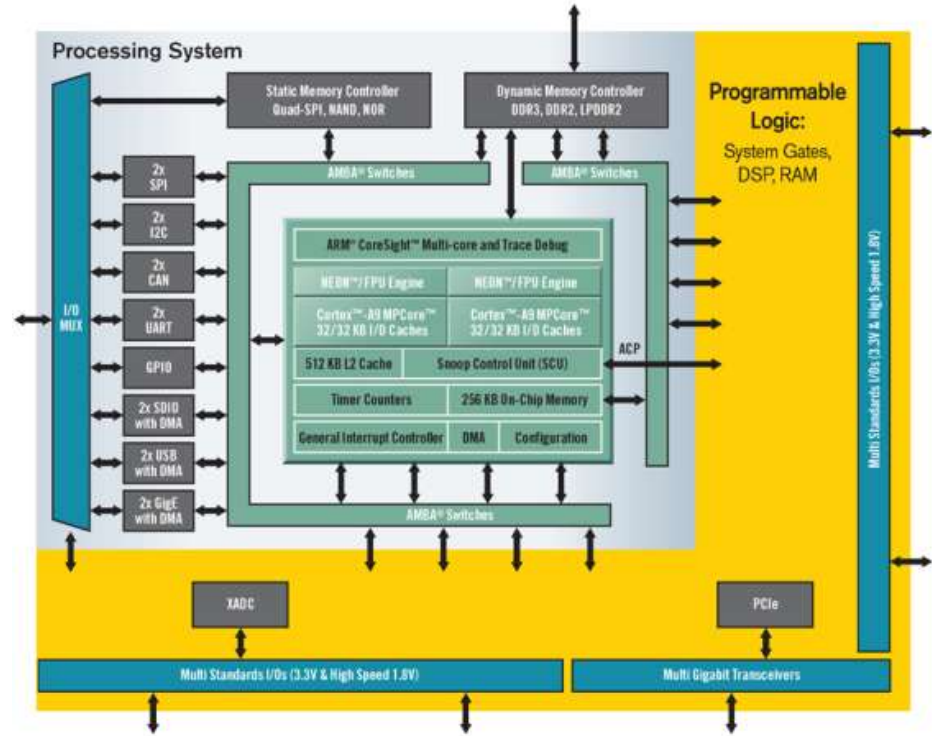 Processing System
Static Memory Controller
Quad-SPI, NAND, NOR
Dynamic Memory Controller
DDR3, DDR2, LPDDR2
Programmable
Logic:
System Gates,
DSP, RAM
AMBA® Switches
AMBA® Switches
2x
SPI
2x
I2C
2x
CAN
2x
UART
GPIO
2x SDIO
with DMA
2x USB
with DMA
2x GigE
with DMA
I/O
MUX
ARM® CoreSight™ Multi-core and Trace Debug
NEON™/FPU Engine
NEON™/FPU Engine
Cortex™-A9 MPCore™
32/32 KB I/D Caches
Cortex™-A9 MPCore™
32/32 KB I/D Caches
512 KB L2 Cache
Snoop Control Unit (SCU)
ACP
Timer Counters
256 KB On-Chip Memory
General Interrupt Controller
DMA
Configuration
AMBA® Switches
Multi Standards I/Os (3.3V & High Speed 1.8V)
XADC
PCIe
Multi Standards I/Os (3.3V & High Speed 1.8V)
Multi Gigabit Transceivers